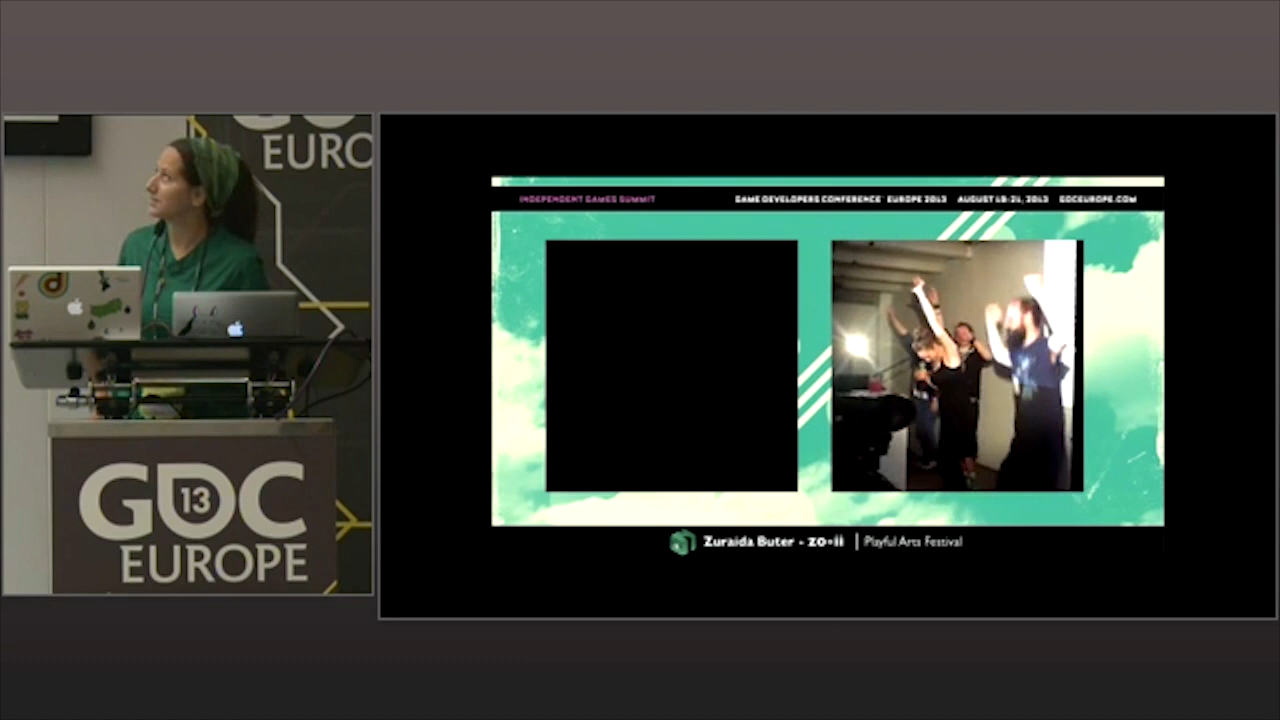 EURO
GDC
13
EUROPE
INDEPENDENT GAMES SUMMIT
GAME DEVELOPERS CONFERENCE EUROPE 2013 AUGUST 19-21, 2013 GDCEUROPE.COM
Zuraida Buter - zo-ii | Playful Arts Festival